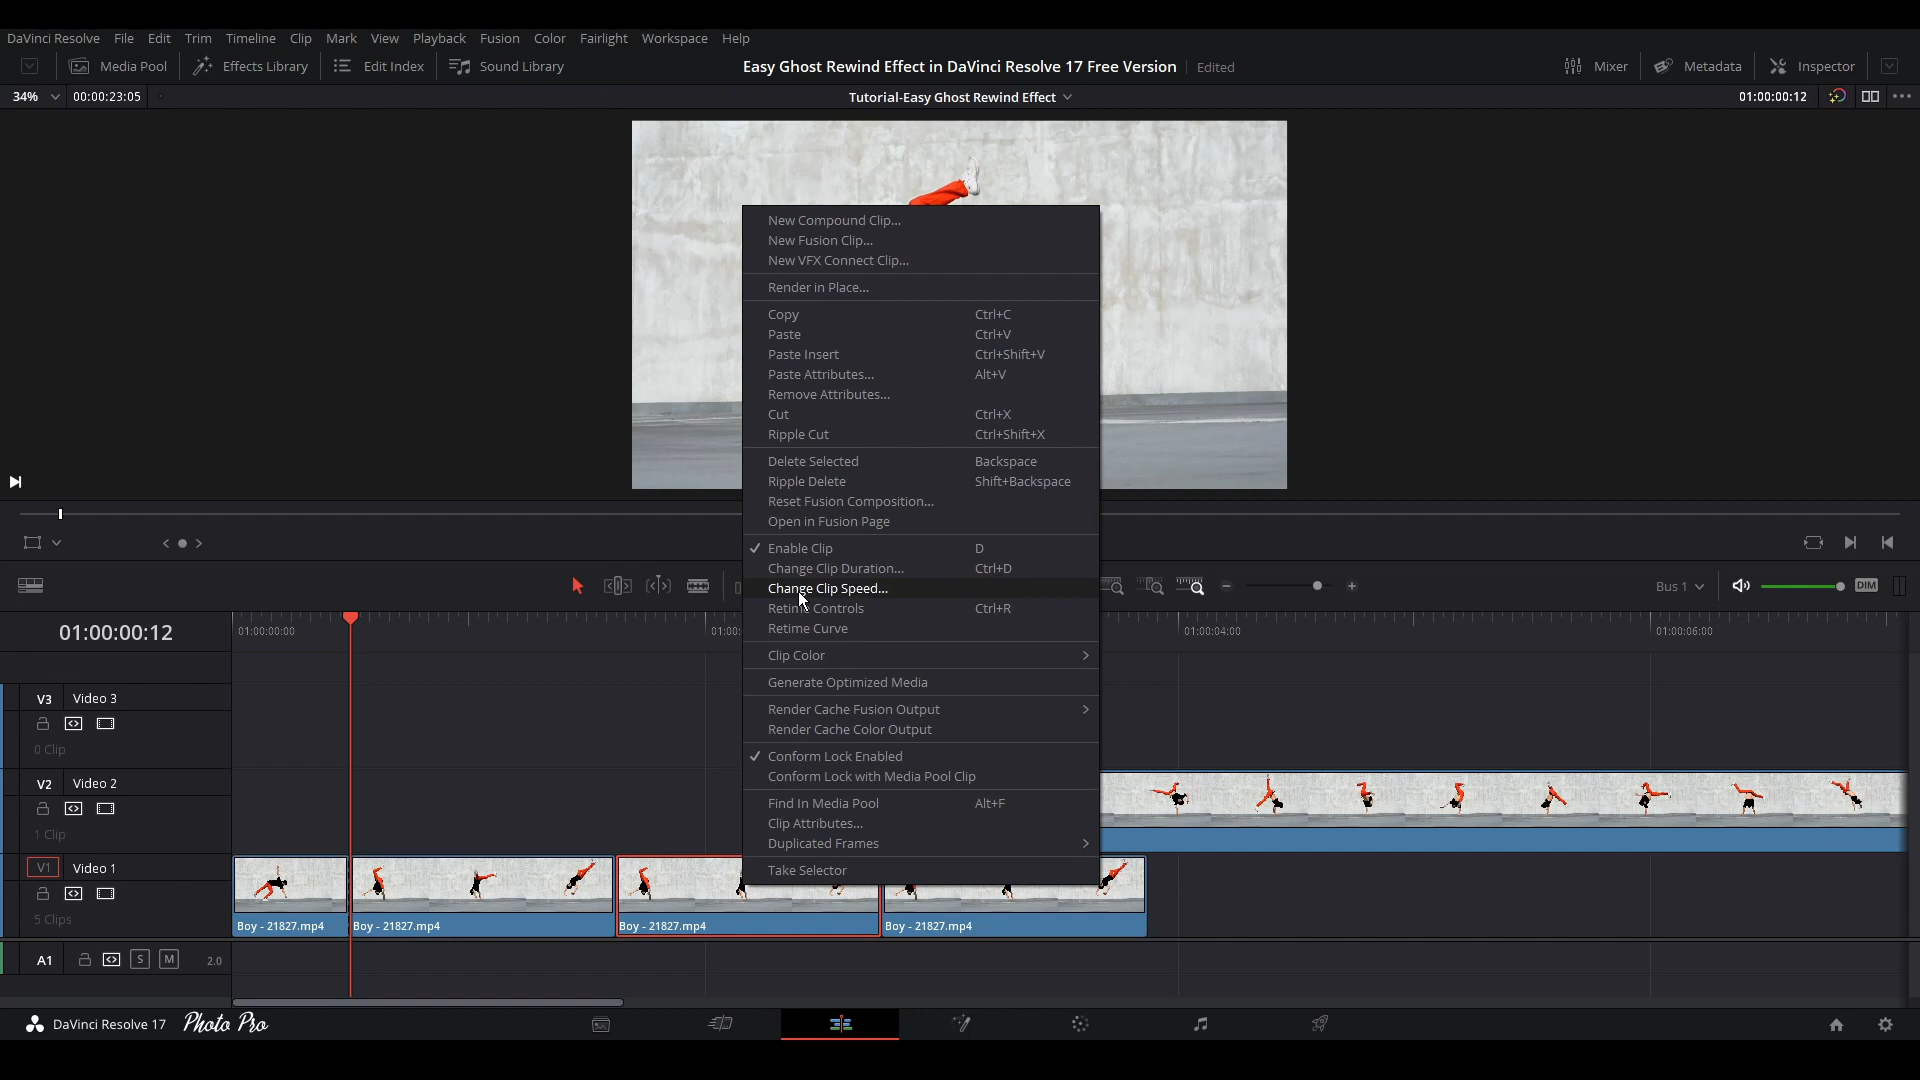 DaVinci Resolve File Edit Trim Timeline Clip Mark View Playback Fusion Color Fairlight Workspace Help
Media Pool Effects Library Edit Index Sound Library Easy Ghost Rewind Effect in DaVinci Resolve 17 Free Version Edited Mixer Metadata Inspector
34% 00:00:23:05 Tutorial-Easy Ghost Rewind Effect 01:00:00:12
New Compound Clip...
New Fusion Clip...
New VFX Connect Clip...
Render in Place...
Copy Ctrl+C
Paste Ctrl+V
Paste Insert Ctrl+Shift+V
Paste Attributes... Alt+V
Remove Attributes...
Cut Ctrl+X
Ripple Cut Ctrl+Shift+X
Delete Selected Backspace
Ripple Delete Shift+Backspace
Reset Fusion Composition...
Open in Fusion Page
Enable Clip D
Change Clip Duration... Ctrl+D
Change Clip Speed...
Retime Controls Ctrl+R
Retime Curve
Clip Color
Generate Optimized Media
Render Cache Fusion Output
Render Cache Color Output
Conform Lock Enabled
Conform Lock with Media Pool Clip
Find In Media Pool Alt+F
Clip Attributes...
Duplicated Frames
Take Selector
Bus 1 DIM
01:00:00:12 01:00:00:00 01:00: 01:00:04:00 01:00:06:00
V3 Video 3
0 Clip
V2 Video 2
1 Clip
V1 Video 1
5 Clips
Boy - 21827.mp4 Boy - 21827.mp4 Boy - 21827.mp4 Boy - 21827.mp4
A1 S M 2.0
DaVinci Resolve 17 Photo Pro